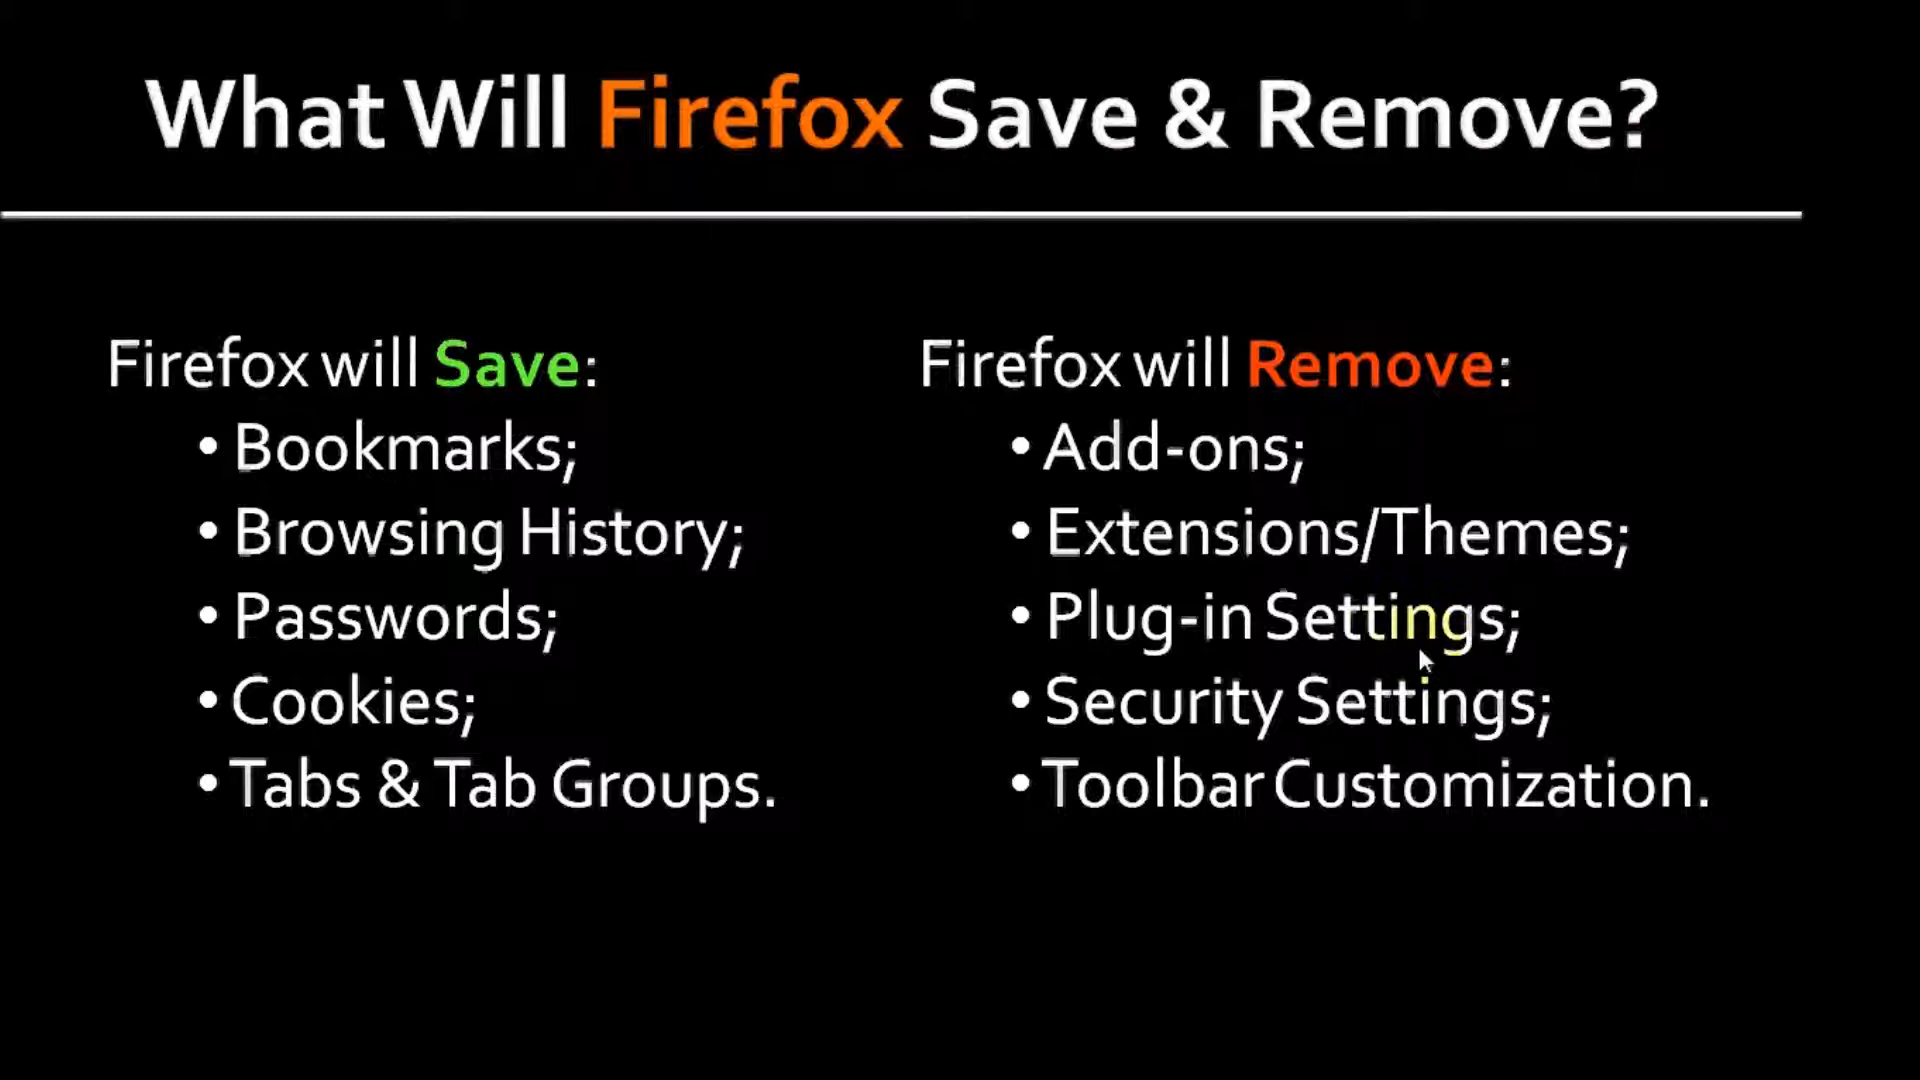 What Will Firefox Save & Remove?
Firefox will Save:
• Bookmarks;
• Browsing History;
• Passwords;
• Cookies;
• Tabs & Tab Groups.
Firefox will Remove:
• Add-ons;
• Extensions/Themes;
• Plug-in Settings;
• Security Settings;
• Toolbar Customization.